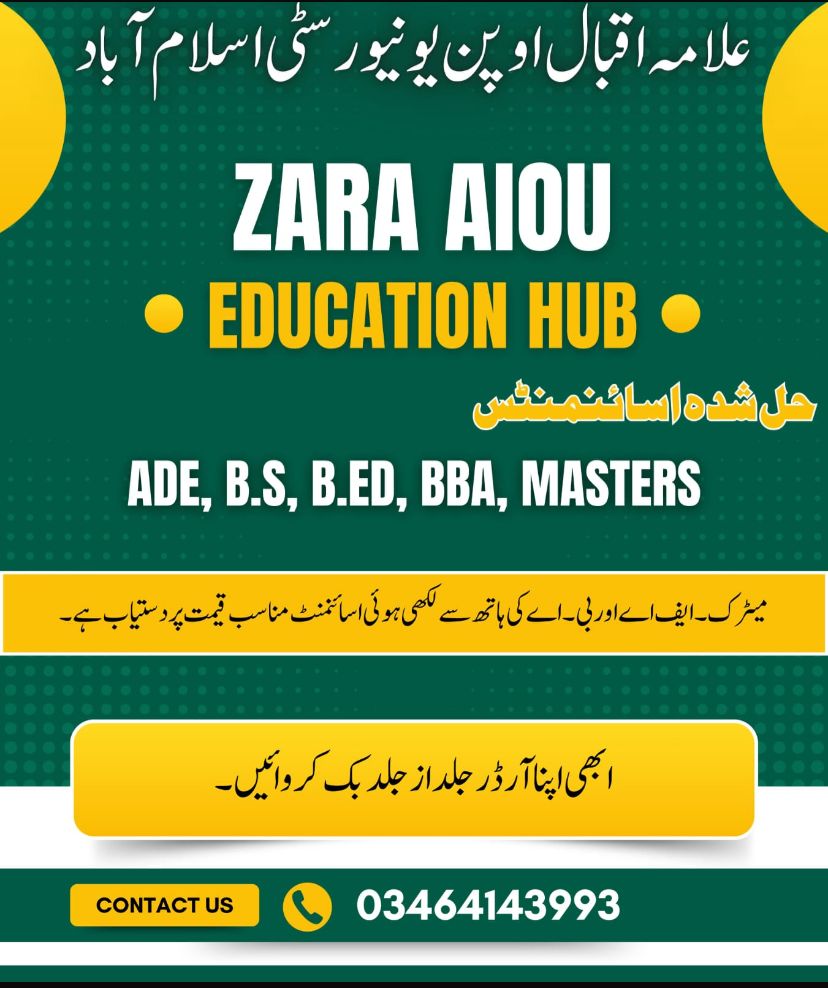 علامہ اقبال اوپن یونیورسٹی اسلام آباد
ZARA AIOU
EDUCATION HUB
حل شدہ اسائنمنٹس
ADE, B.S, B.ED, BBA, MASTERS
میٹرک۔ایف اے اور بی۔اے کی ہاتھ سے لکھی ہوئی اسائنمنٹ مناسب قیمت پر دستیاب ہے۔
ابھی اپنا آرڈر جلد از جلد بک کروائیں۔
CONTACT US 03464143993